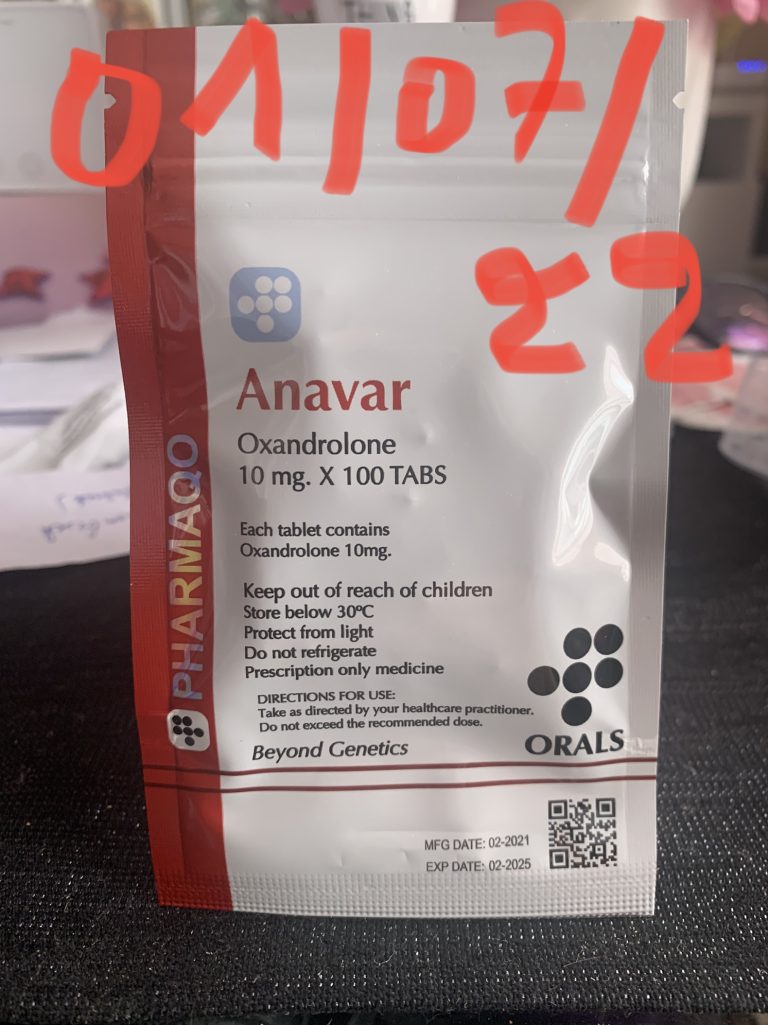 01/07/
22
Anavar
Oxandrolone
10 mg. X 100 TABS
Each tablet contains
Oxandrolone 10mg.
Keep out of reach of children
Store below 30ºC
Protect from light
Do not refrigerate
Prescription only medicine
DIRECTIONS FOR USE:
Take as directed by your healthcare practitioner.
Do not exceed the recommended dose.
Beyond Genetics
ORALS
PHARMAQO
MFG DATE: 02-2021
EXP DATE: 02-2025